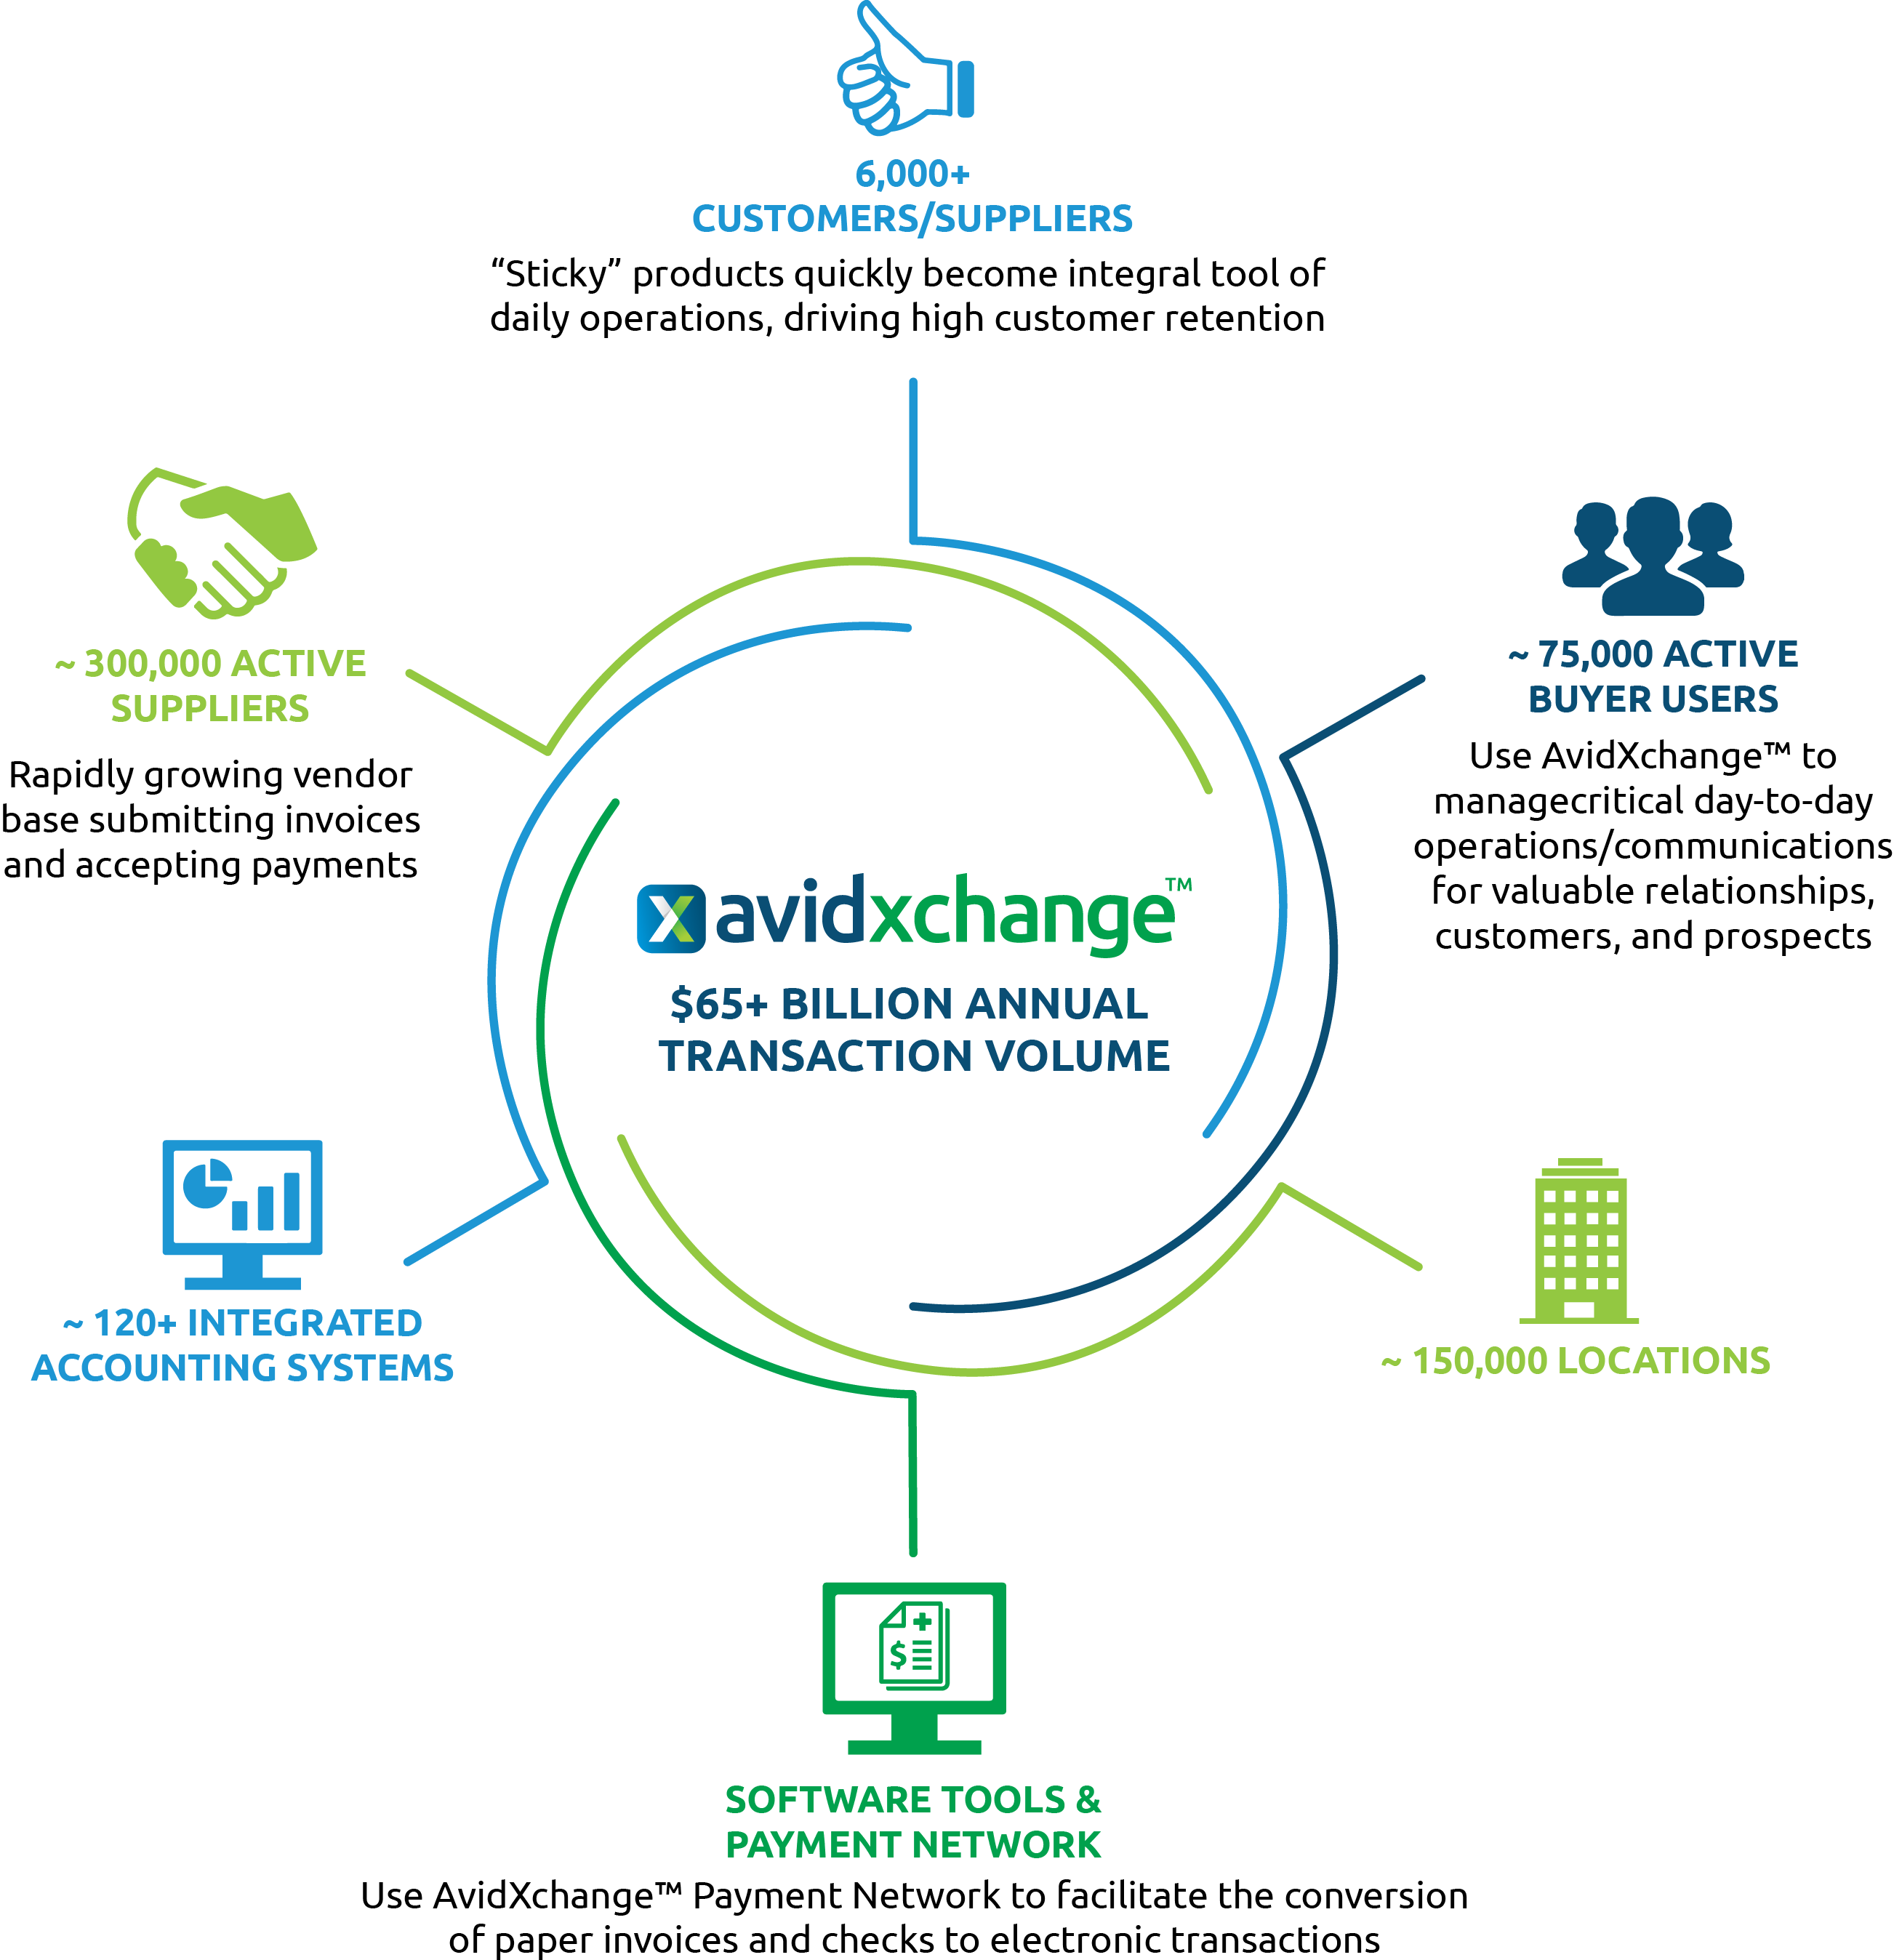 6,000+
CUSTOMERS/SUPPLIERS
“Sticky” products quickly become integral tool of
daily operations, driving high customer retention
~ 300,000 ACTIVE
SUPPLIERS
Rapidly growing vendor
base submitting invoices
and accepting payments
~ 75,000 ACTIVE
BUYER USERS
Use AvidXchange™ to
managecritical day-to-day
operations/communications
for valuable relationships,
customers, and prospects
avidxchange™
$65+ BILLION ANNUAL
TRANSACTION VOLUME
~ 120+ INTEGRATED
ACCOUNTING SYSTEMS
~ 150,000 LOCATIONS
$
SOFTWARE TOOLS &
PAYMENT NETWORK
Use AvidXchange™ Payment Network to facilitate the conversion
of paper invoices and checks to electronic transactions